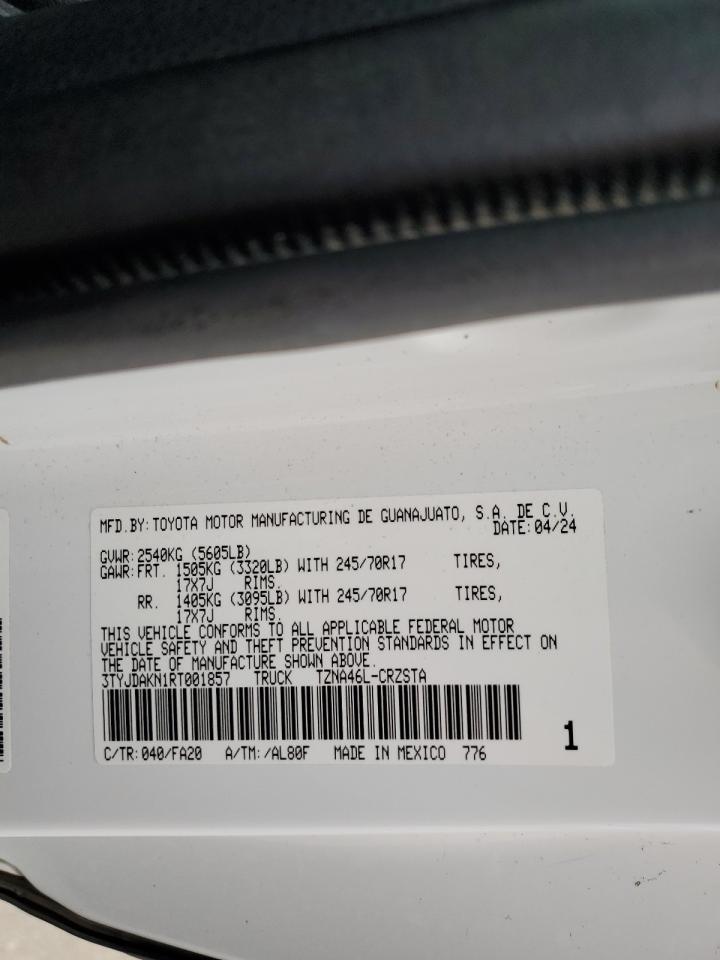 MFD.BY:TOYOTA MOTOR MANUFACTURING DE GUANAJUATO, S.A. DE C.V.
DATE:04/24
GVWR:2540KG (5605LB)
GAWR:FRT. 1505KG (3320LB) WITH 245/70R17 TIRES,
17X7J RIMS.
RR. 1405KG (3095LB) WITH 245/70R17 TIRES,
17X7J RIMS.
THIS VEHICLE CONFORMS TO ALL APPLICABLE FEDERAL MOTOR
VEHICLE SAFETY AND THEFT PREVENTION STANDARDS IN EFFECT ON
THE DATE OF MANUFACTURE SHOWN ABOVE.
3TYJDAKN1RT001857 TRUCK TZNA46L-CRZSTA
C/TR:040/FA20 A/TM:/AL80F MADE IN MEXICO 776
1